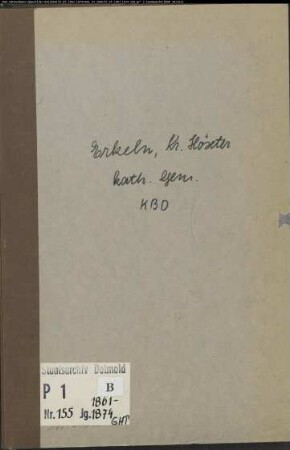 Erkeln, Kr. Höxter
kath. Gem.
KBD
Staatsarchiv Detmold
P 1
B
1861-
Nr. 155 Jg. 1874
GHP